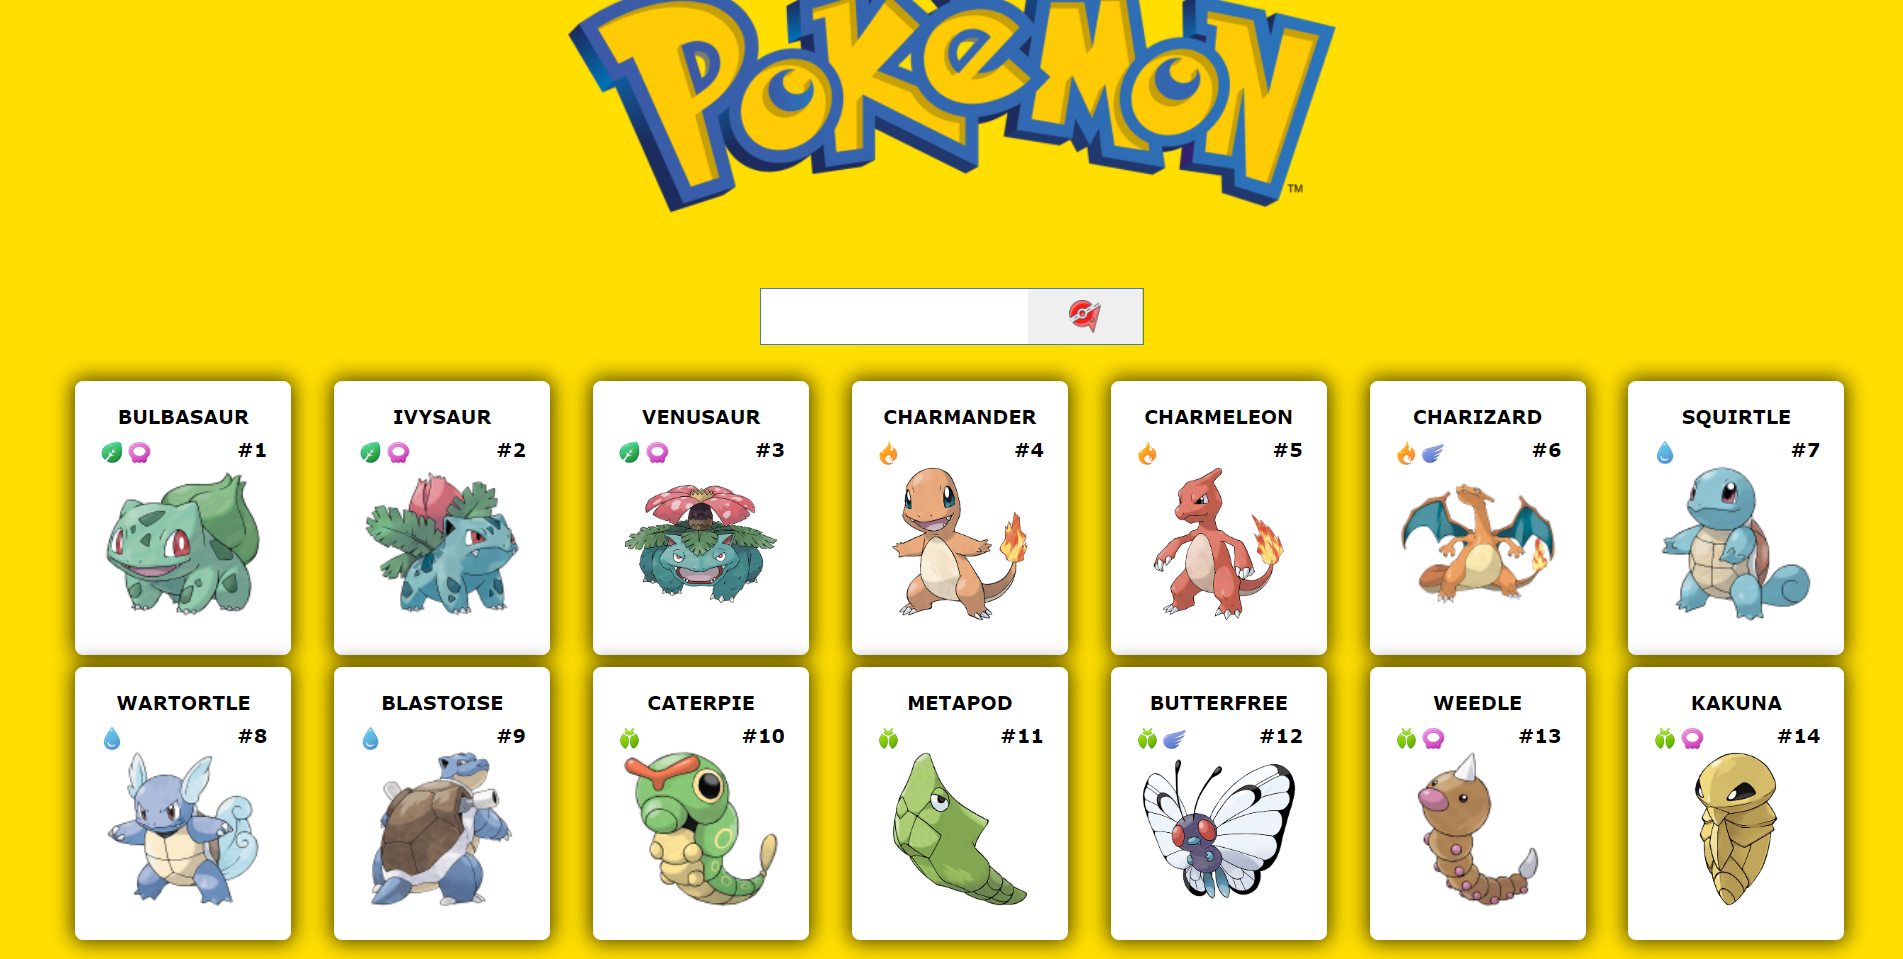 POKéMON
TM
BULBASAUR
#1
IVYSAUR
#2
VENUSAUR
#3
CHARMANDER
#4
CHARMELEON
#5
CHARIZARD
#6
SQUIRTLE
#7
WARTORTLE
#8
BLASTOISE
#9
CATERPIE
#10
METAPOD
#11
BUTTERFREE
#12
WEEDLE
#13
KAKUNA
#14